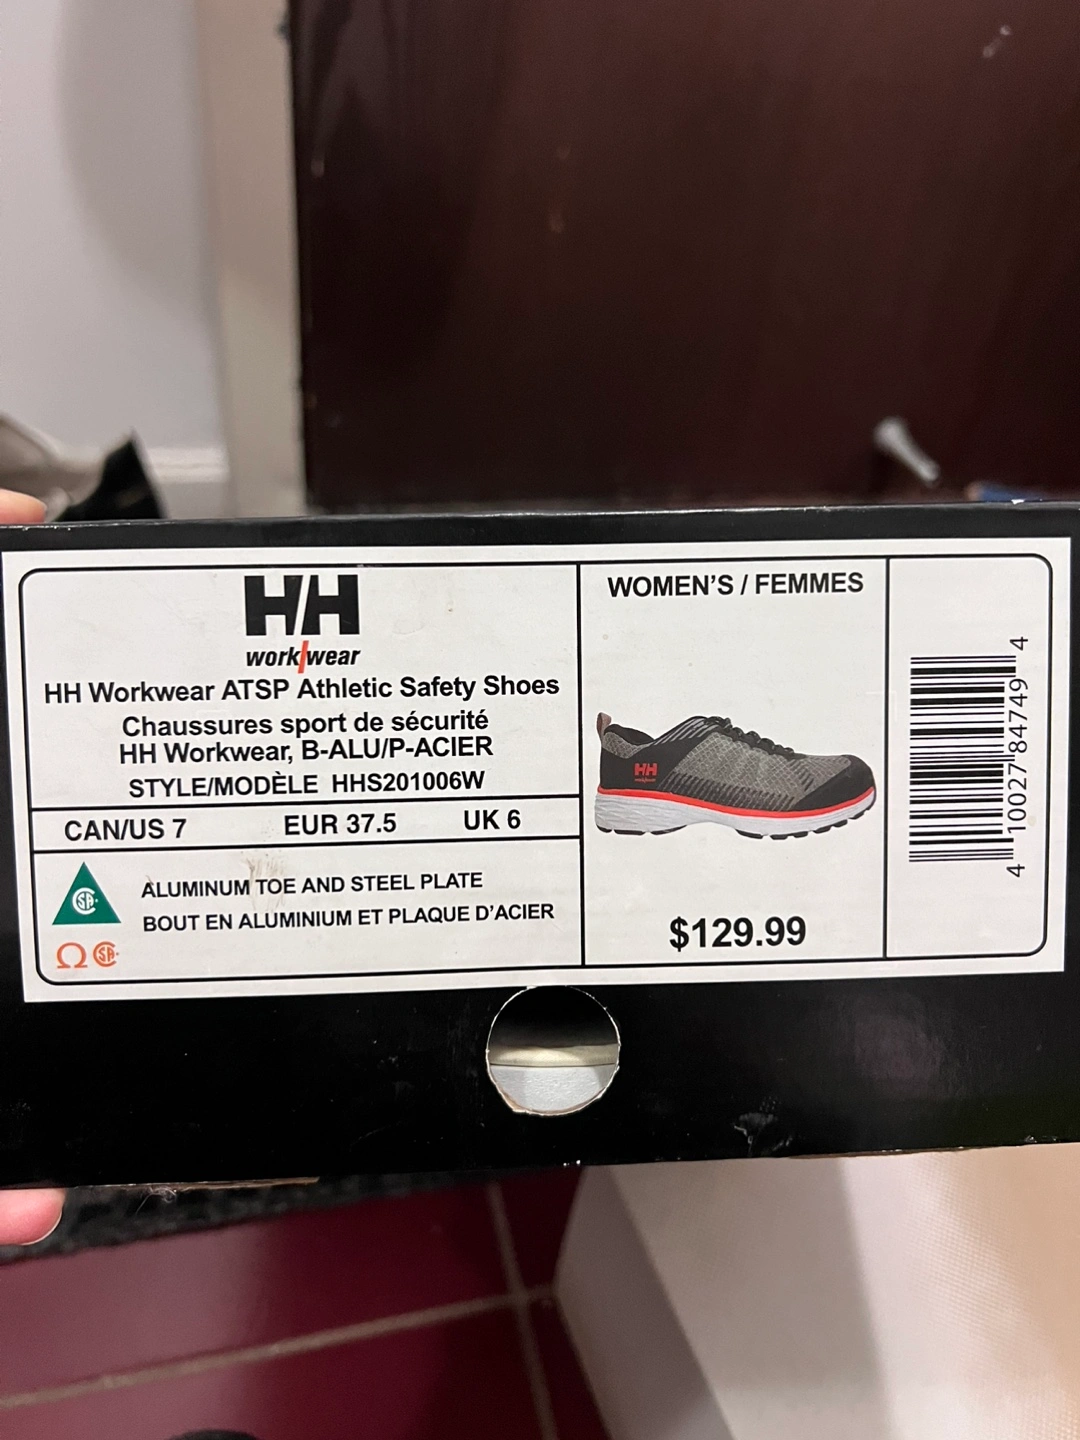 HH
work/wear
HH Workwear ATSP Athletic Safety Shoes
Chaussures sport de sécurité
HH Workwear, B-ALU/P-ACIER
STYLE/MODÈLE HHS201006W
CAN/US 7 EUR 37.5 UK 6
CSA
ALUMINUM TOE AND STEEL PLATE
BOUT EN ALUMINIUM ET PLAQUE D'ACIER
Ω CSA
WOMEN'S / FEMMES
HH
$129.99
4 10027 84749 4